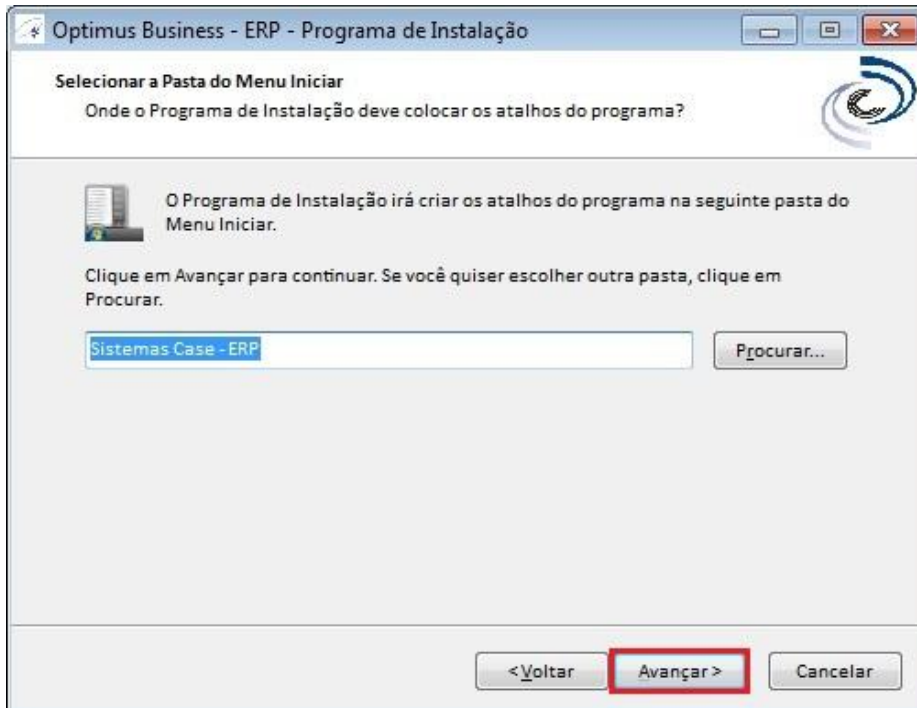 Optimus Business - ERP - Programa de Instalação
Selecionar a Pasta do Menu Iniciar
Onde o Programa de Instalação deve colocar os atalhos do programa?
O Programa de Instalação irá criar os atalhos do programa na seguinte pasta do
Menu Iniciar.
Clique em Avançar para continuar. Se você quiser escolher outra pasta, clique em
Procurar.
Sistemas Case - ERP
Procurar...
< Voltar
Avançar >
Cancelar